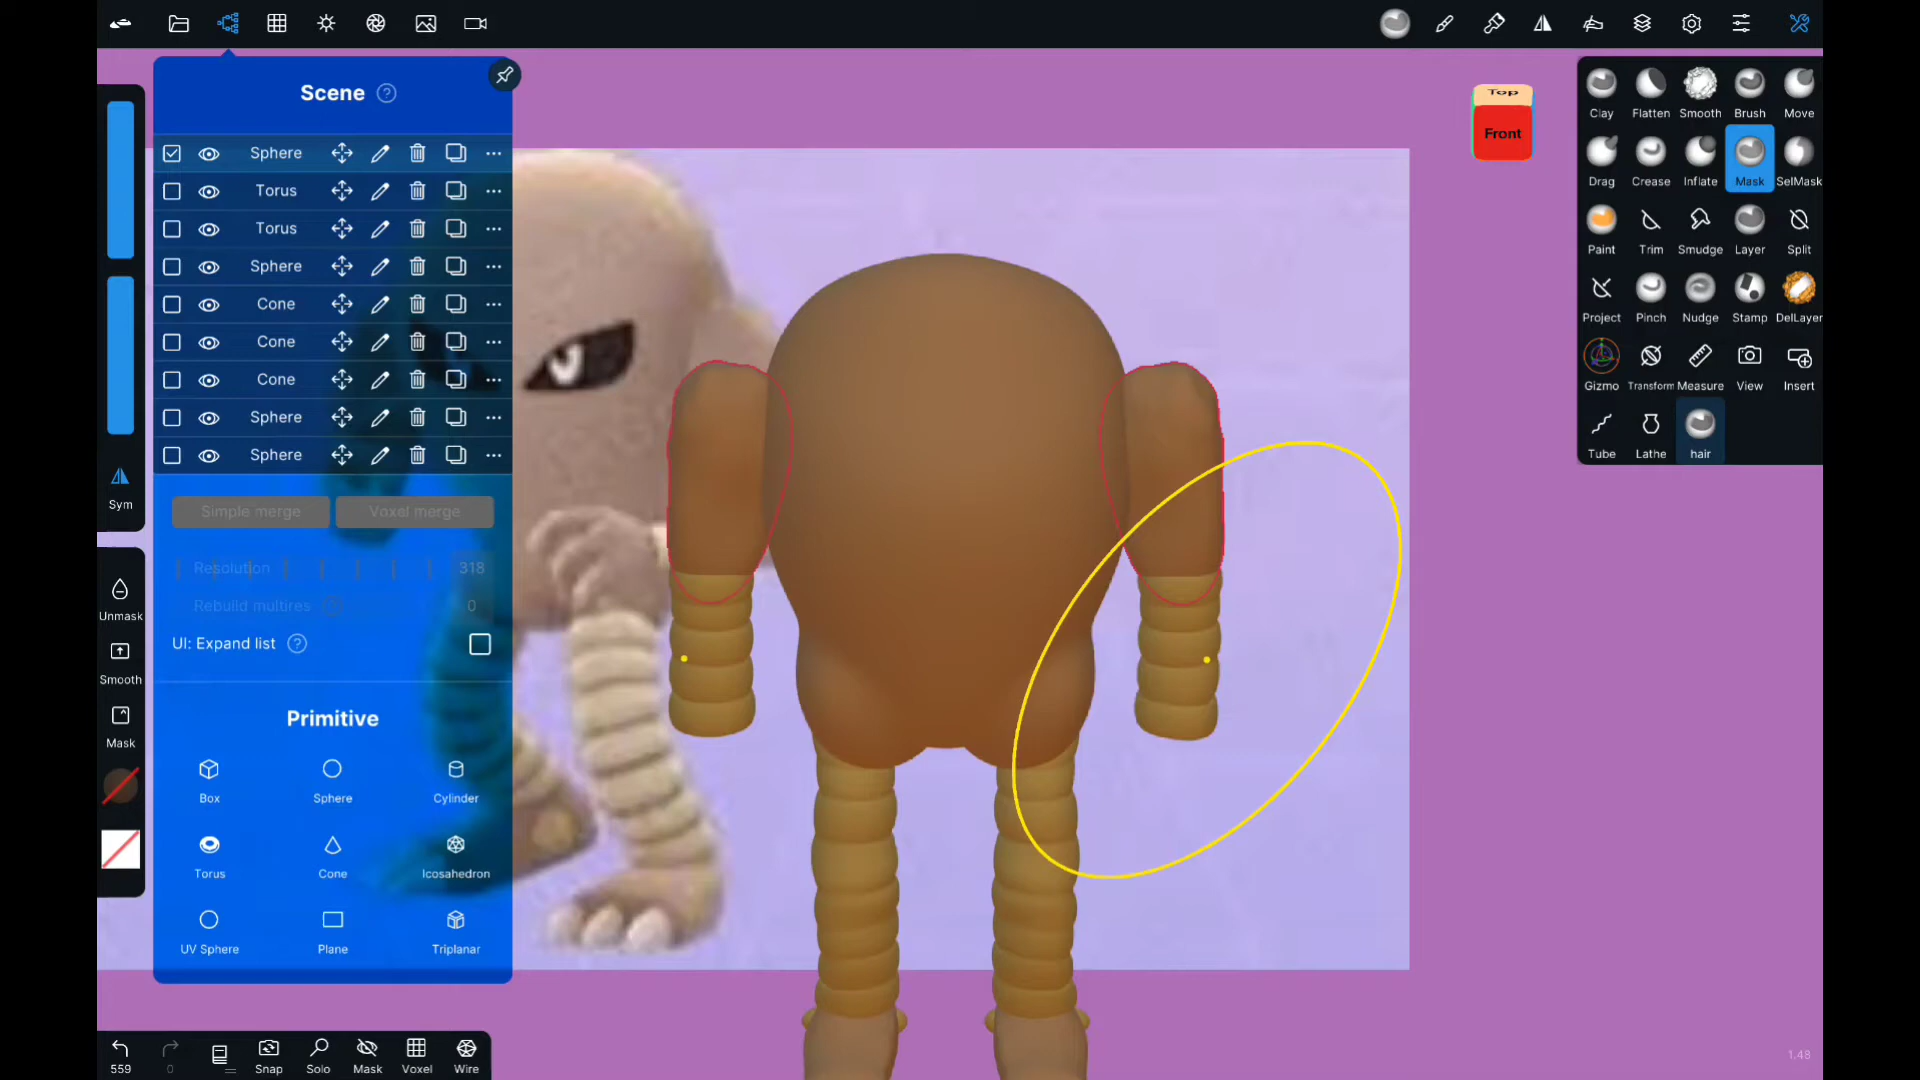 Scene
Sphere
Torus
Torus
Sphere
Cone
Cone
Cone
Sphere
Sphere
Simple merge
Voxel merge
Resolution
318
Rebuild multires
0
UI: Expand list
Primitive
Box
Sphere
Cylinder
Torus
Cone
Icosahedron
UV Sphere
Plane
Triplanar
Sym
Unmask
Smooth
Mask
559
0
Snap
Solo
Mask
Voxel
Wire
Top
Front
Clay
Flatten
Smooth
Brush
Move
Drag
Crease
Inflate
Mask
SelMask
Paint
Trim
Smudge
Layer
Split
Project
Pinch
Nudge
Stamp
DelLayer
Gizmo
Transform
Measure
View
Insert
Tube
Lathe
hair
1.48